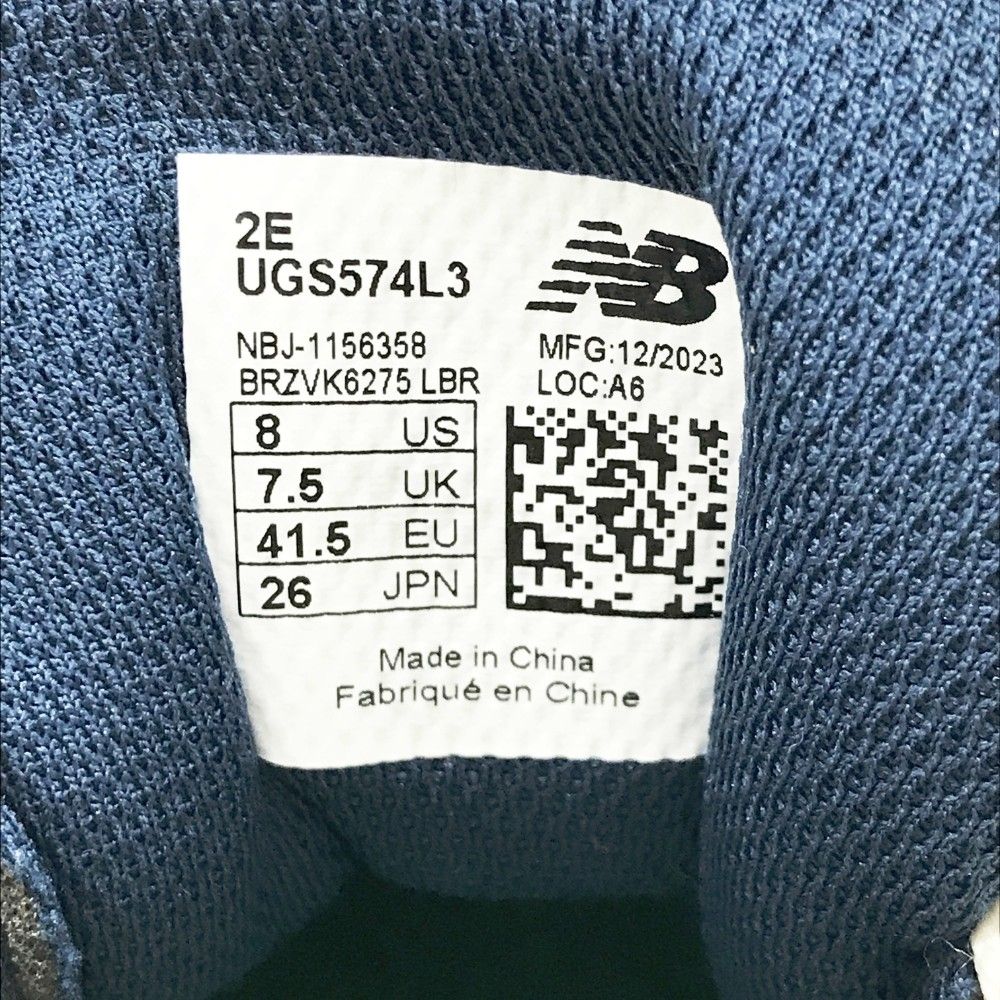 2E
UGS574L3
NB
NBJ-1156358
MFG:12/2023
BRZVK6275 LBR
LOC:A6
8 US
7.5 UK
41.5 EU
26 JPN
Made in China
Fabriqué en Chine